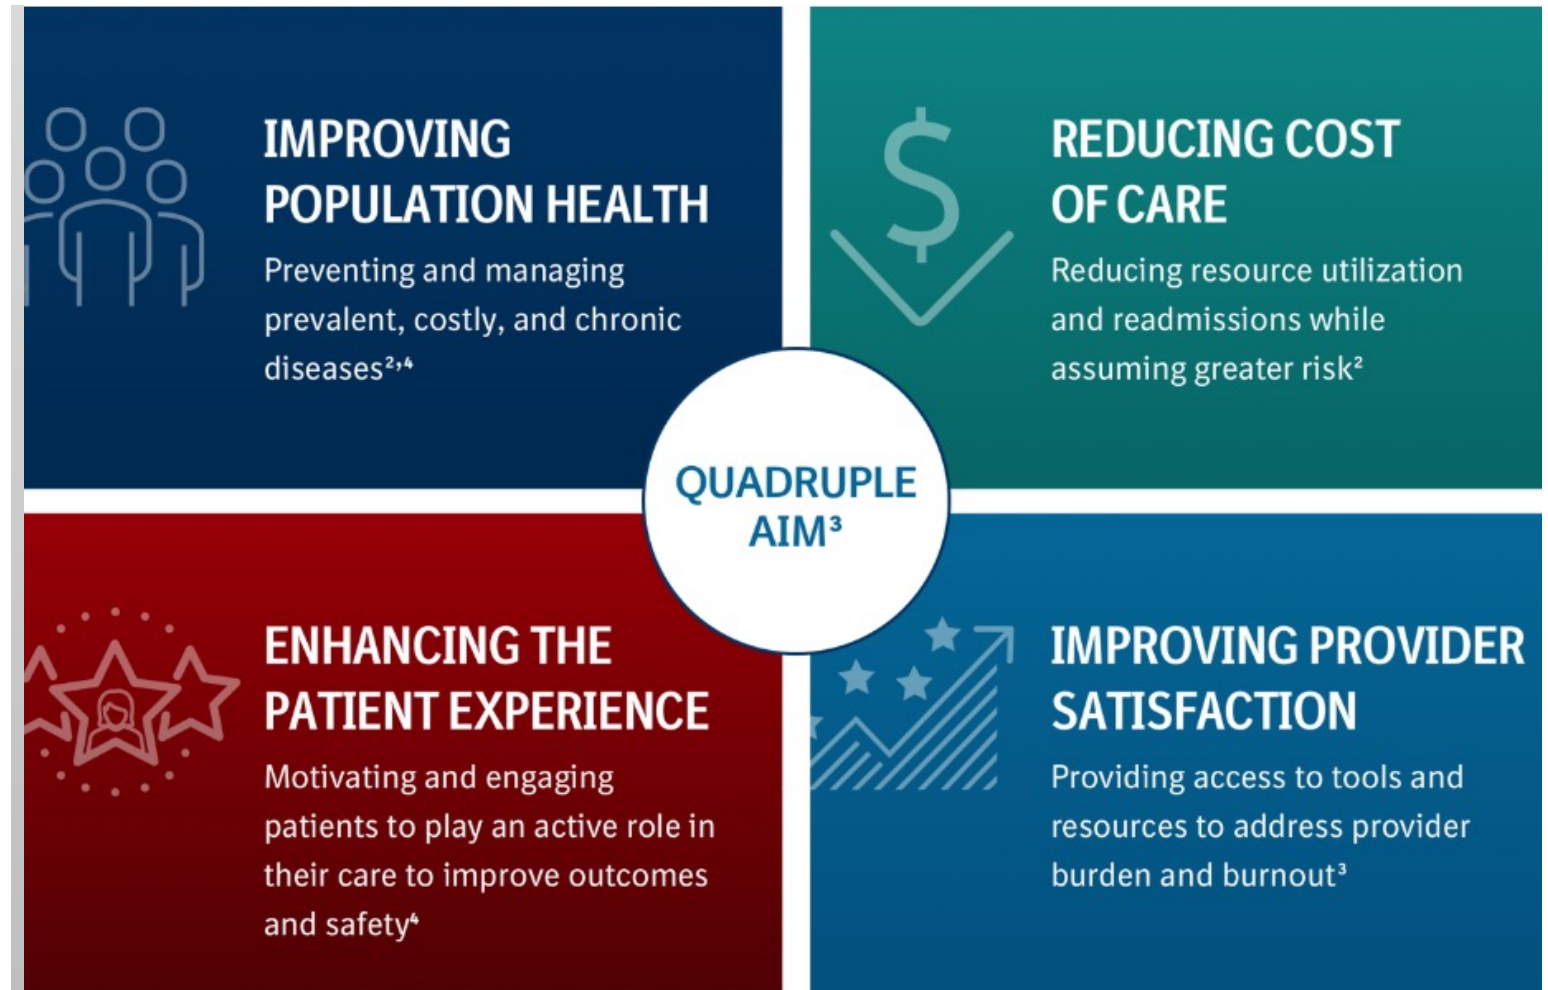 IMPROVING
POPULATION HEALTH
Preventing and managing
prevalent, costly, and chronic
diseases²,⁴
REDUCING COST
OF CARE
Reducing resource utilization
and readmissions while
assuming greater risk²
QUADRUPLE
AIM³
ENHANCING THE
PATIENT EXPERIENCE
Motivating and engaging
patients to play an active role in
their care to improve outcomes
and safety⁴
IMPROVING PROVIDER
SATISFACTION
Providing access to tools and
resources to address provider
burden and burnout³